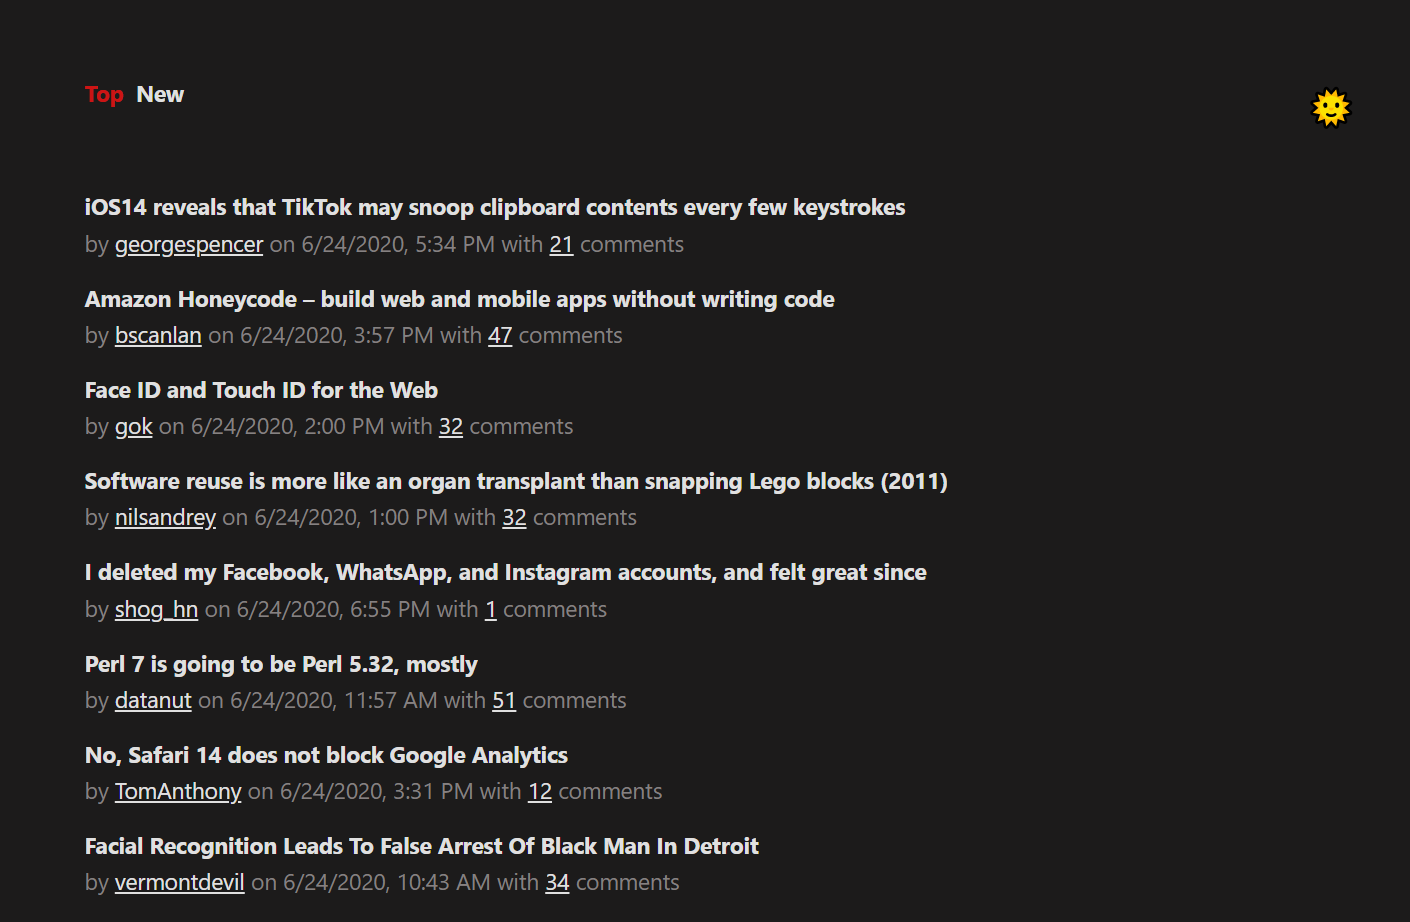 Top New
iOS14 reveals that TikTok may snoop clipboard contents every few keystrokes
by georgespencer on 6/24/2020, 5:34 PM with 21 comments
Amazon Honeycode – build web and mobile apps without writing code
by bscanlan on 6/24/2020, 3:57 PM with 47 comments
Face ID and Touch ID for the Web
by gok on 6/24/2020, 2:00 PM with 32 comments
Software reuse is more like an organ transplant than snapping Lego blocks (2011)
by nilsandrey on 6/24/2020, 1:00 PM with 32 comments
I deleted my Facebook, WhatsApp, and Instagram accounts, and felt great since
by shog_hn on 6/24/2020, 6:55 PM with 1 comments
Perl 7 is going to be Perl 5.32, mostly
by datanut on 6/24/2020, 11:57 AM with 51 comments
No, Safari 14 does not block Google Analytics
by TomAnthony on 6/24/2020, 3:31 PM with 12 comments
Facial Recognition Leads To False Arrest Of Black Man In Detroit
by vermontdevil on 6/24/2020, 10:43 AM with 34 comments